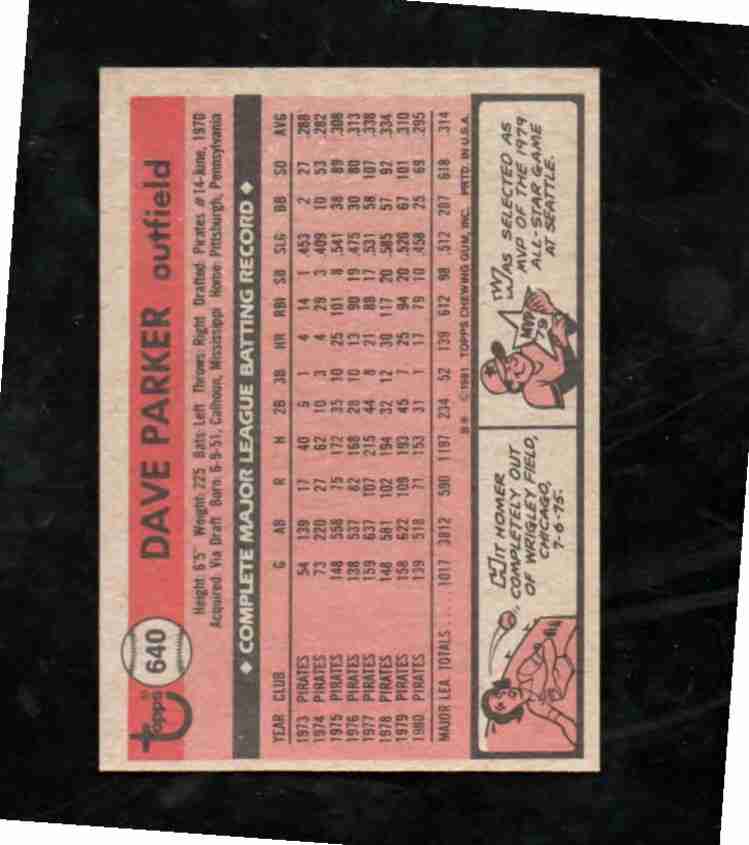 Topps
640
DAVE PARKER outfield
Height: 6'5" Weight: 225 Bats: Left Throws: Right Drafted: Pirates #14-June, 1970
Acquired: Via Draft Born: 6-9-51, Calhoun, Mississippi Home: Pittsburgh, Pennsylvania
◆ COMPLETE MAJOR LEAGUE BATTING RECORD ◆
YEAR CLUB G AB R H 2B 3B HR RBI SB SLG BB SO AVG
1973 PIRATES 54 139 17 40 9 1 4 14 1 .453 2 27 .288
1974 PIRATES 73 220 27 62 10 3 4 29 3 .409 10 53 .282
1975 PIRATES 148 558 75 172 35 10 25 101 8 .541 38 89 .308
1976 PIRATES 138 537 82 168 28 10 13 90 19 .475 30 80 .313
1977 PIRATES 159 637 107 215 44 8 21 88 17 .531 58 107 .338
1978 PIRATES 148 581 102 194 32 12 30 117 20 .585 57 92 .334
1979 PIRATES 158 622 109 193 45 7 25 94 20 .526 67 101 .310
1980 PIRATES 139 518 71 153 31 1 17 79 10 .458 25 69 .295
MAJOR LEA. TOTALS..... 1017 3812 590 1197 234 52 139 612 98 .512 287 618 .314
B* ©1981 TOPPS CHEWING GUM, INC. PRTD. IN U.S.A.
HIT HOMER
COMPLETELY OUT
OF WRIGLEY FIELD,
CHICAGO,
7-6-75.
MVP
'79
WAS SELECTED AS
MVP OF THE 1979
ALL-STAR GAME
AT SEATTLE.